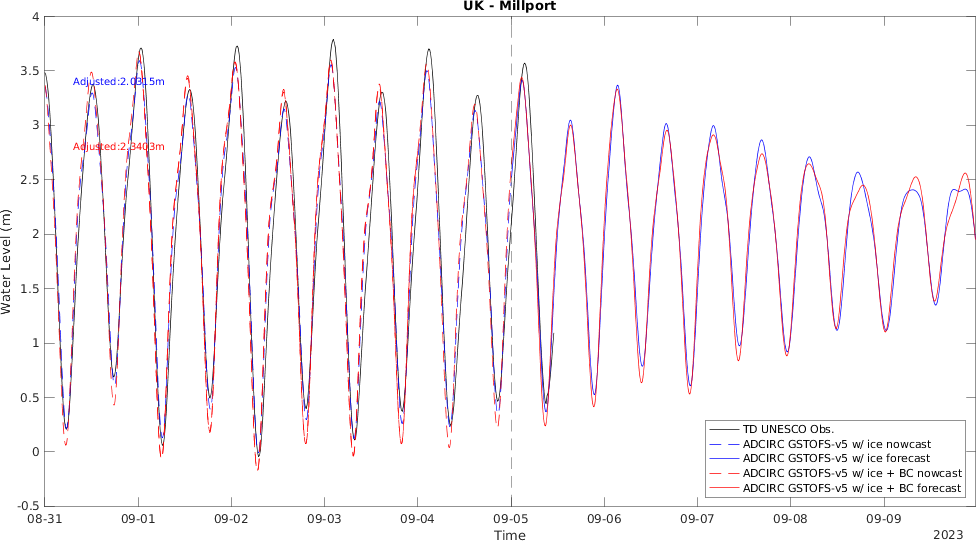 UK - Millport
4
3.5
3
2.5
2
1.5
1
0.5
0
-0.5
Water Level (m)
Adjusted:2.0315m
Adjusted:2.3403m
TD UNESCO Obs.
ADCIRC GSTOFS-v5 w/ ice nowcast
ADCIRC GSTOFS-v5 w/ ice forecast
ADCIRC GSTOFS-v5 w/ ice + BC nowcast
ADCIRC GSTOFS-v5 w/ ice + BC forecast
08-31 09-01 09-02 09-03 09-04 09-05 09-06 09-07 09-08 09-09
Time
2023